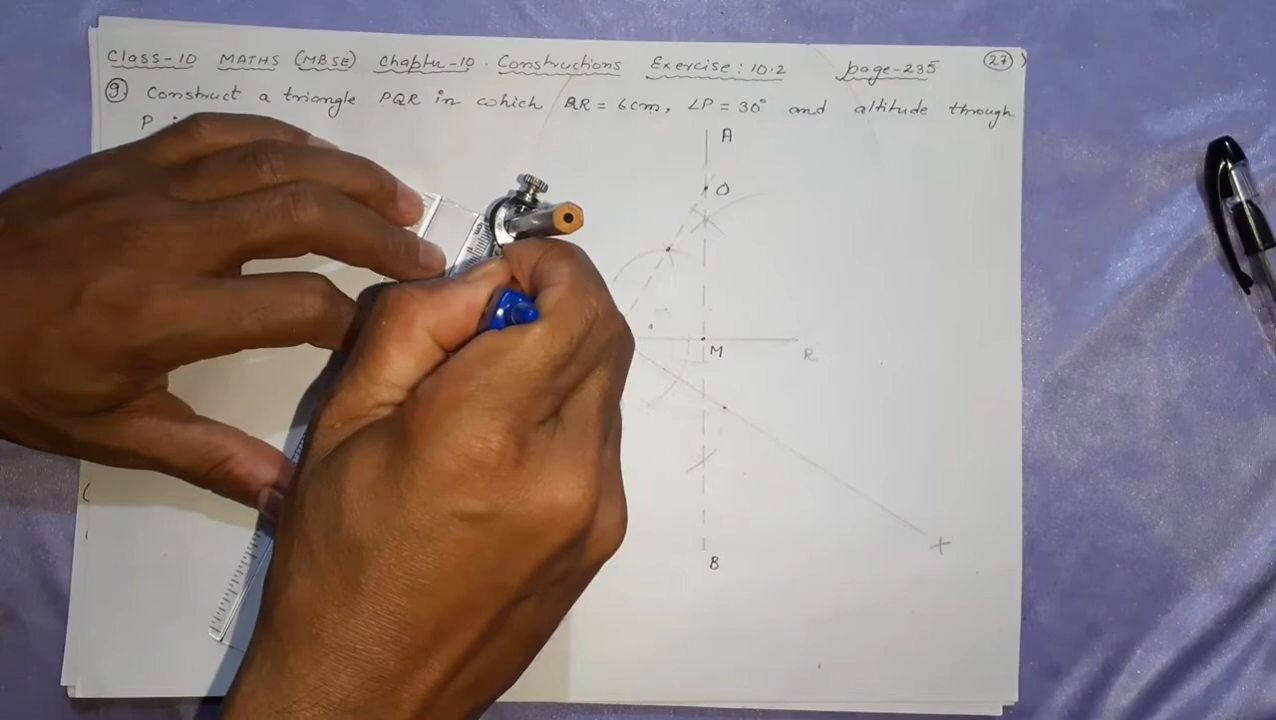 Class-10 MATHS (MBSE) Chapter-10. Constructions Exercise: 10.2 page-235 (27)
9. Construct a triangle PQR in which QR = 6cm, ∠P = 30° and altitude through
P
A
O
M
R
B
X